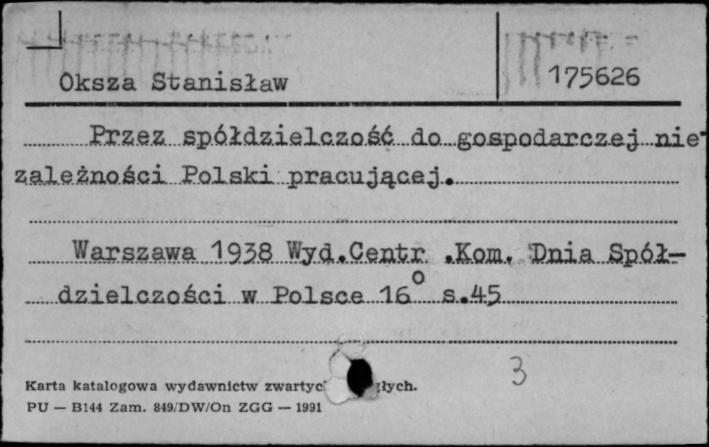 Oksza Stanisław 175626
Przez spółdzielczość do gospodarczej nie-
zależności Polski pracującej.
Warszawa 1938 Wyd.Centr .Kom. Dnia Spół-
dzielczości w Polsce 16° s.45
3
Karta katalogowa wydawnictw
PU — B144 Zam. 849/DW/On ZGG — 1991